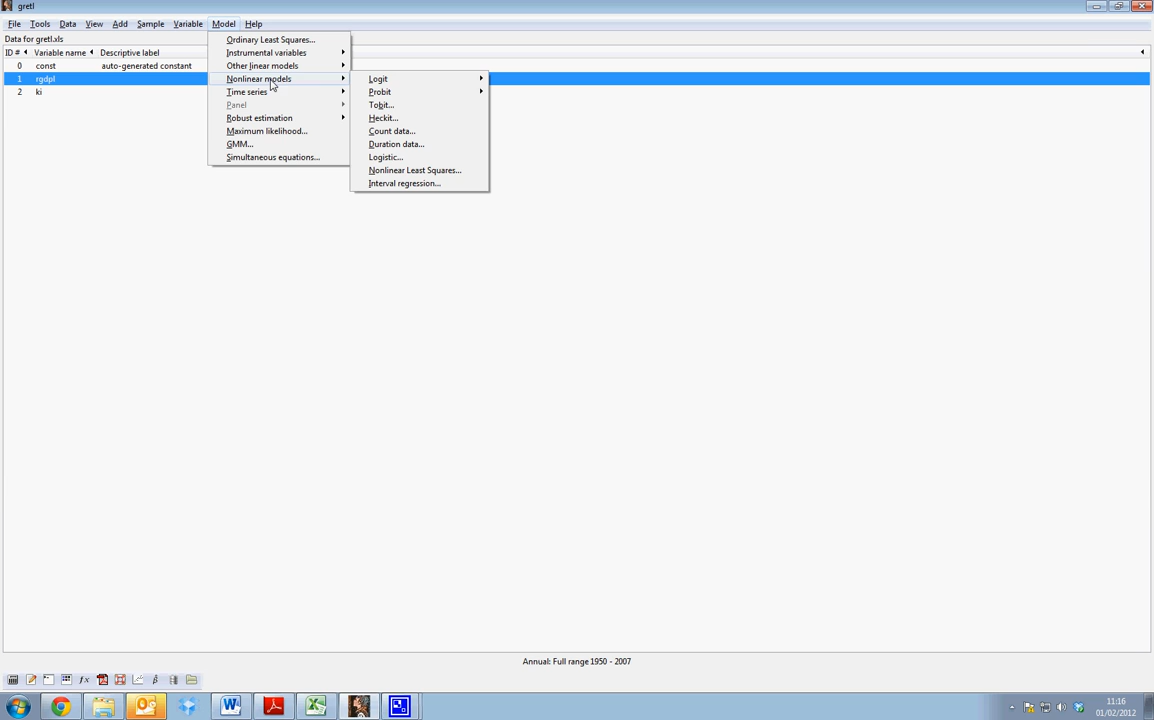 gretl
File Tools Data View Add Sample Variable Model Help
Data for gretl.xls
ID # Variable name Descriptive label
0 const auto-generated constant
1 rgdpl
2 ki
Ordinary Least Squares...
Instrumental variables
Other linear models
Nonlinear models
Time series
Panel
Robust estimation
Maximum likelihood...
GMM...
Simultaneous equations...
Logit
Probit
Tobit...
Heckit...
Count data...
Duration data...
Logistic...
Nonlinear Least Squares...
Interval regression...
Annual: Full range 1950 - 2007
fx
β
11:16
01/02/2012